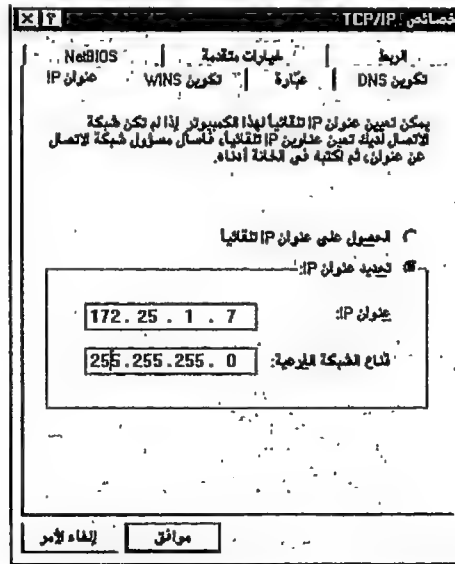 خصائص TCP/IP
الربط خيارات متقدمة NetBIOS
تكوين DNS عبّارة تكوين WINS عنوان IP
يمكن تعيين عنوان IP تلقائياً لهذا الكمبيوتر إذا لم تكن شبكة
الاتصال لديك تعين عناوين IP تلقائياً، فاسأل مسؤول شبكة الاتصال
عن عنوان، ثم اكتبه في الخانة أدناه.
الحصول على عنوان IP تلقائياً
تحديد عنوان IP:
عنوان IP: 172. 25 . 1 . 7
قناع الشبكة الفرعية: 255.255.255. 0
موافق إلغاء الأمر